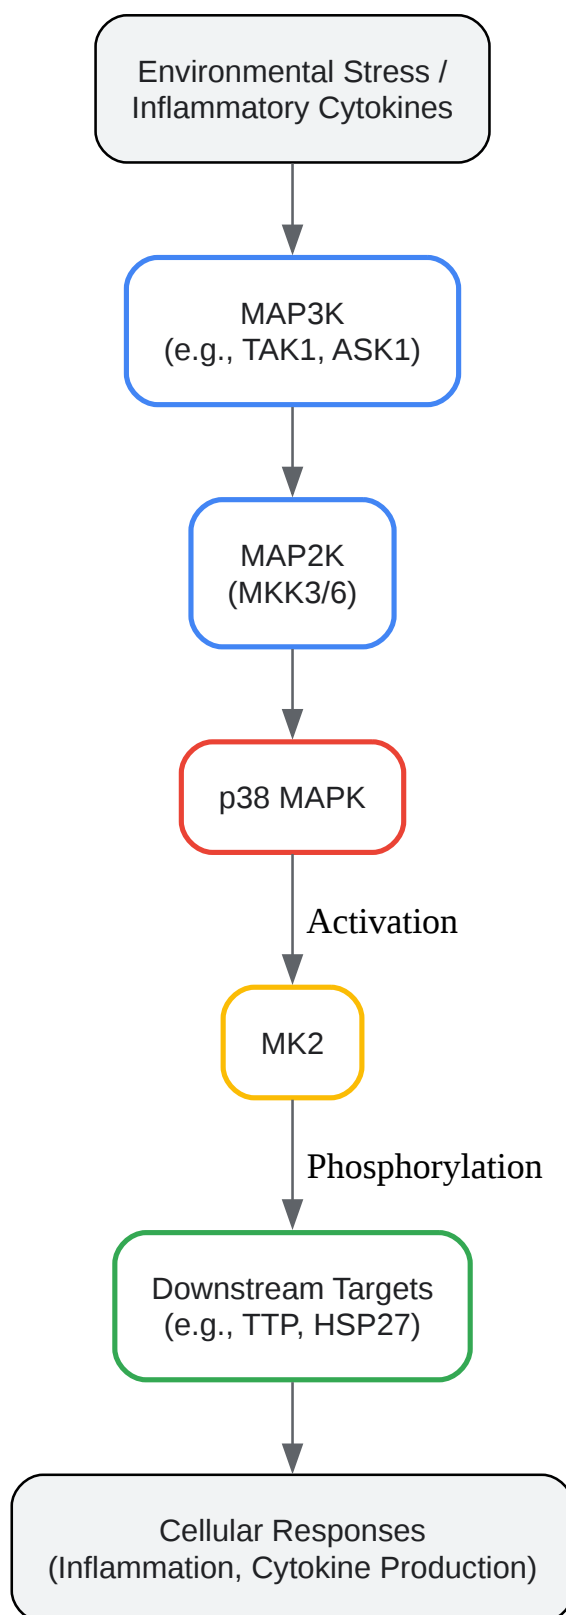 Environmental Stress /
Inflammatory Cytokines
MAP3K
(e.g., TAK1, ASK1)
MAP2K
(MKK3/6)
p38 MAPK
Activation
MK2
Phosphorylation
Downstream Targets
(e.g., TTP, HSP27)
Cellular Responses
(Inflammation, Cytokine Production)